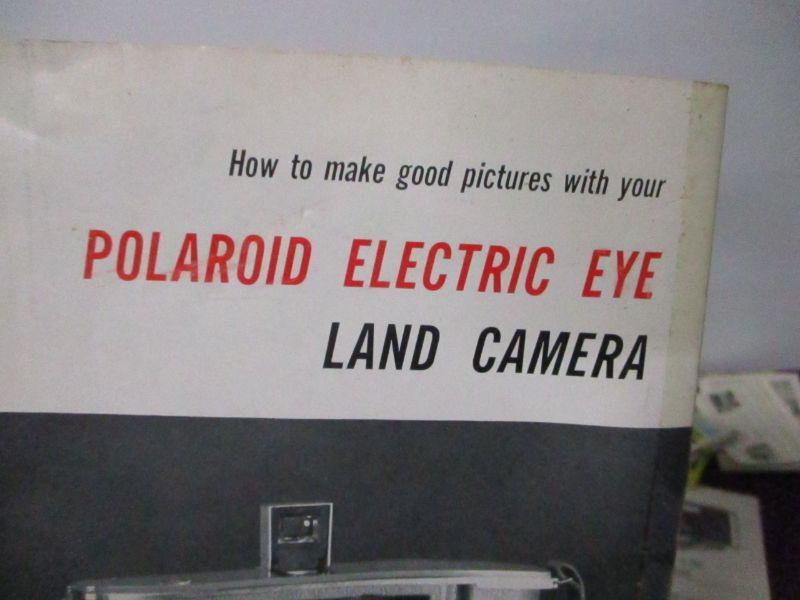 How to make good pictures with your
POLAROID ELECTRIC EYE
LAND CAMERA